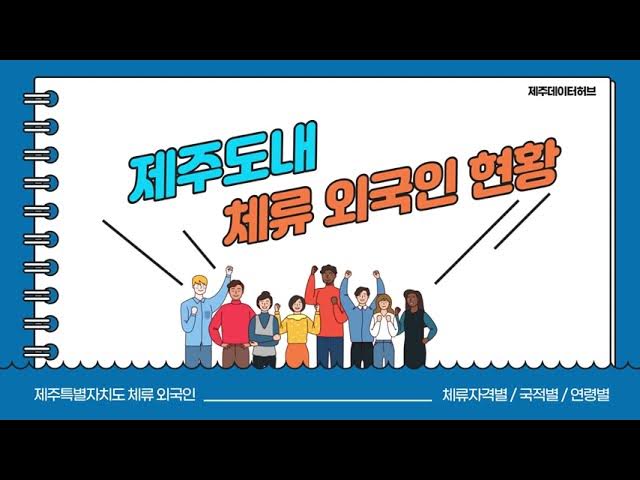 제주데이터허브
제주도내
체류 외국인 현황
제주특별자치도 체류 외국인
체류자격별 / 국적별 / 연령별